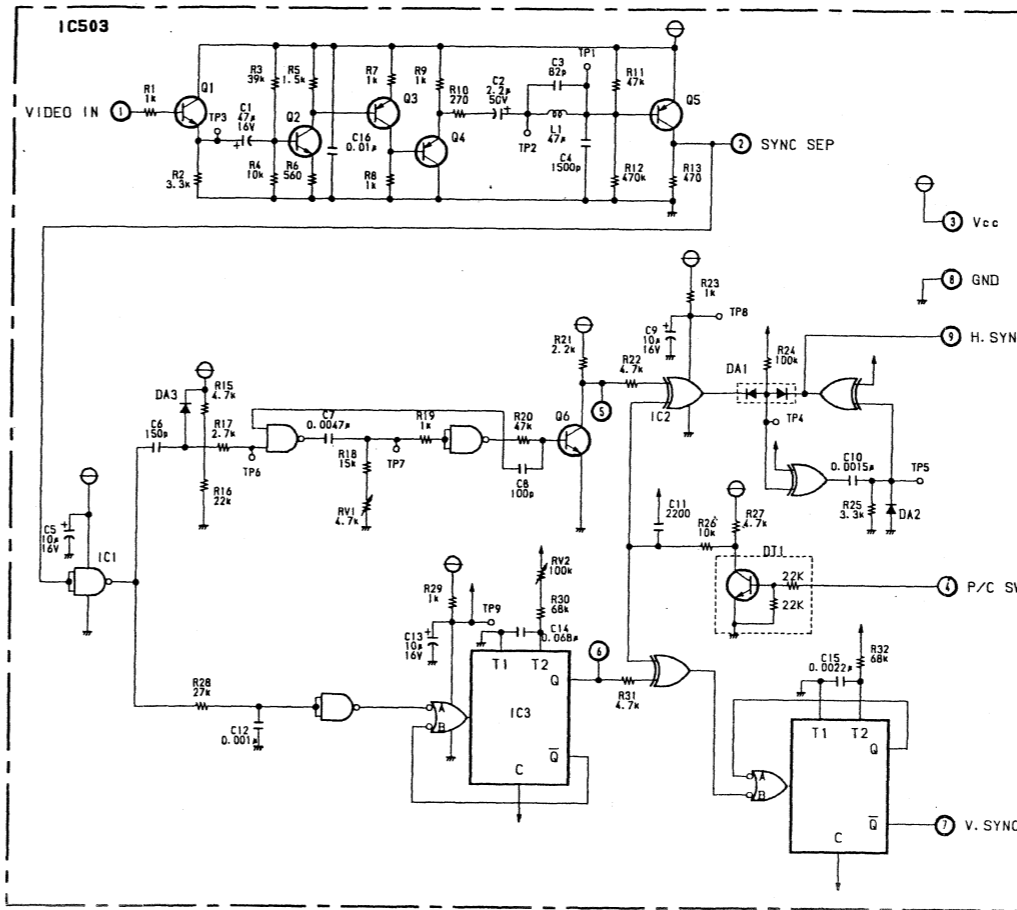 IC503
VIDEO IN
1
R1
1k
Q1
TP3
C1
47μ
16V
R2
3.3k
R3
39k
R4
10k
Q2
R5
1.5k
R6
560
C16
0.01μ
R7
1k
Q3
R8
1k
R9
1k
Q4
R10
270
C2
2.2μ
50V
TP2
C3
82p
L1
47μ
TP1
C4
1500p
R11
47k
R12
470k
Q5
R13
470
2
SYNC SEP
3
Vcc
8
GND
9
H. SYN
C5
10μ
16V
IC1
C6
150p
DA3
R15
4.7k
R17
2.7k
R16
22k
TP6
C7
0.0047μ
R18
15k
RV1
4.7k
TP7
R19
1k
R20
47k
C8
100p
Q6
R21
2.2k
5
R22
4.7k
IC2
C9
10μ
16V
R23
1k
TP8
DA1
R24
100k
TP4
C10
0.0015μ
TP5
R25
3.3k
DA2
C11
2200
R26
10k
R27
4.7k
DT1
22K
22K
4
P/C SW
R28
27k
C12
0.001μ
C13
10μ
16V
R29
1k
TP9
RV2
100k
R30
68k
C14
0.068μ
A
B
T1
T2
Q
IC3
Q̅
C
6
R31
4.7k
C15
0.0022μ
R32
68k
A
B
T1
T2
Q
Q̅
C
7
V. SYNC